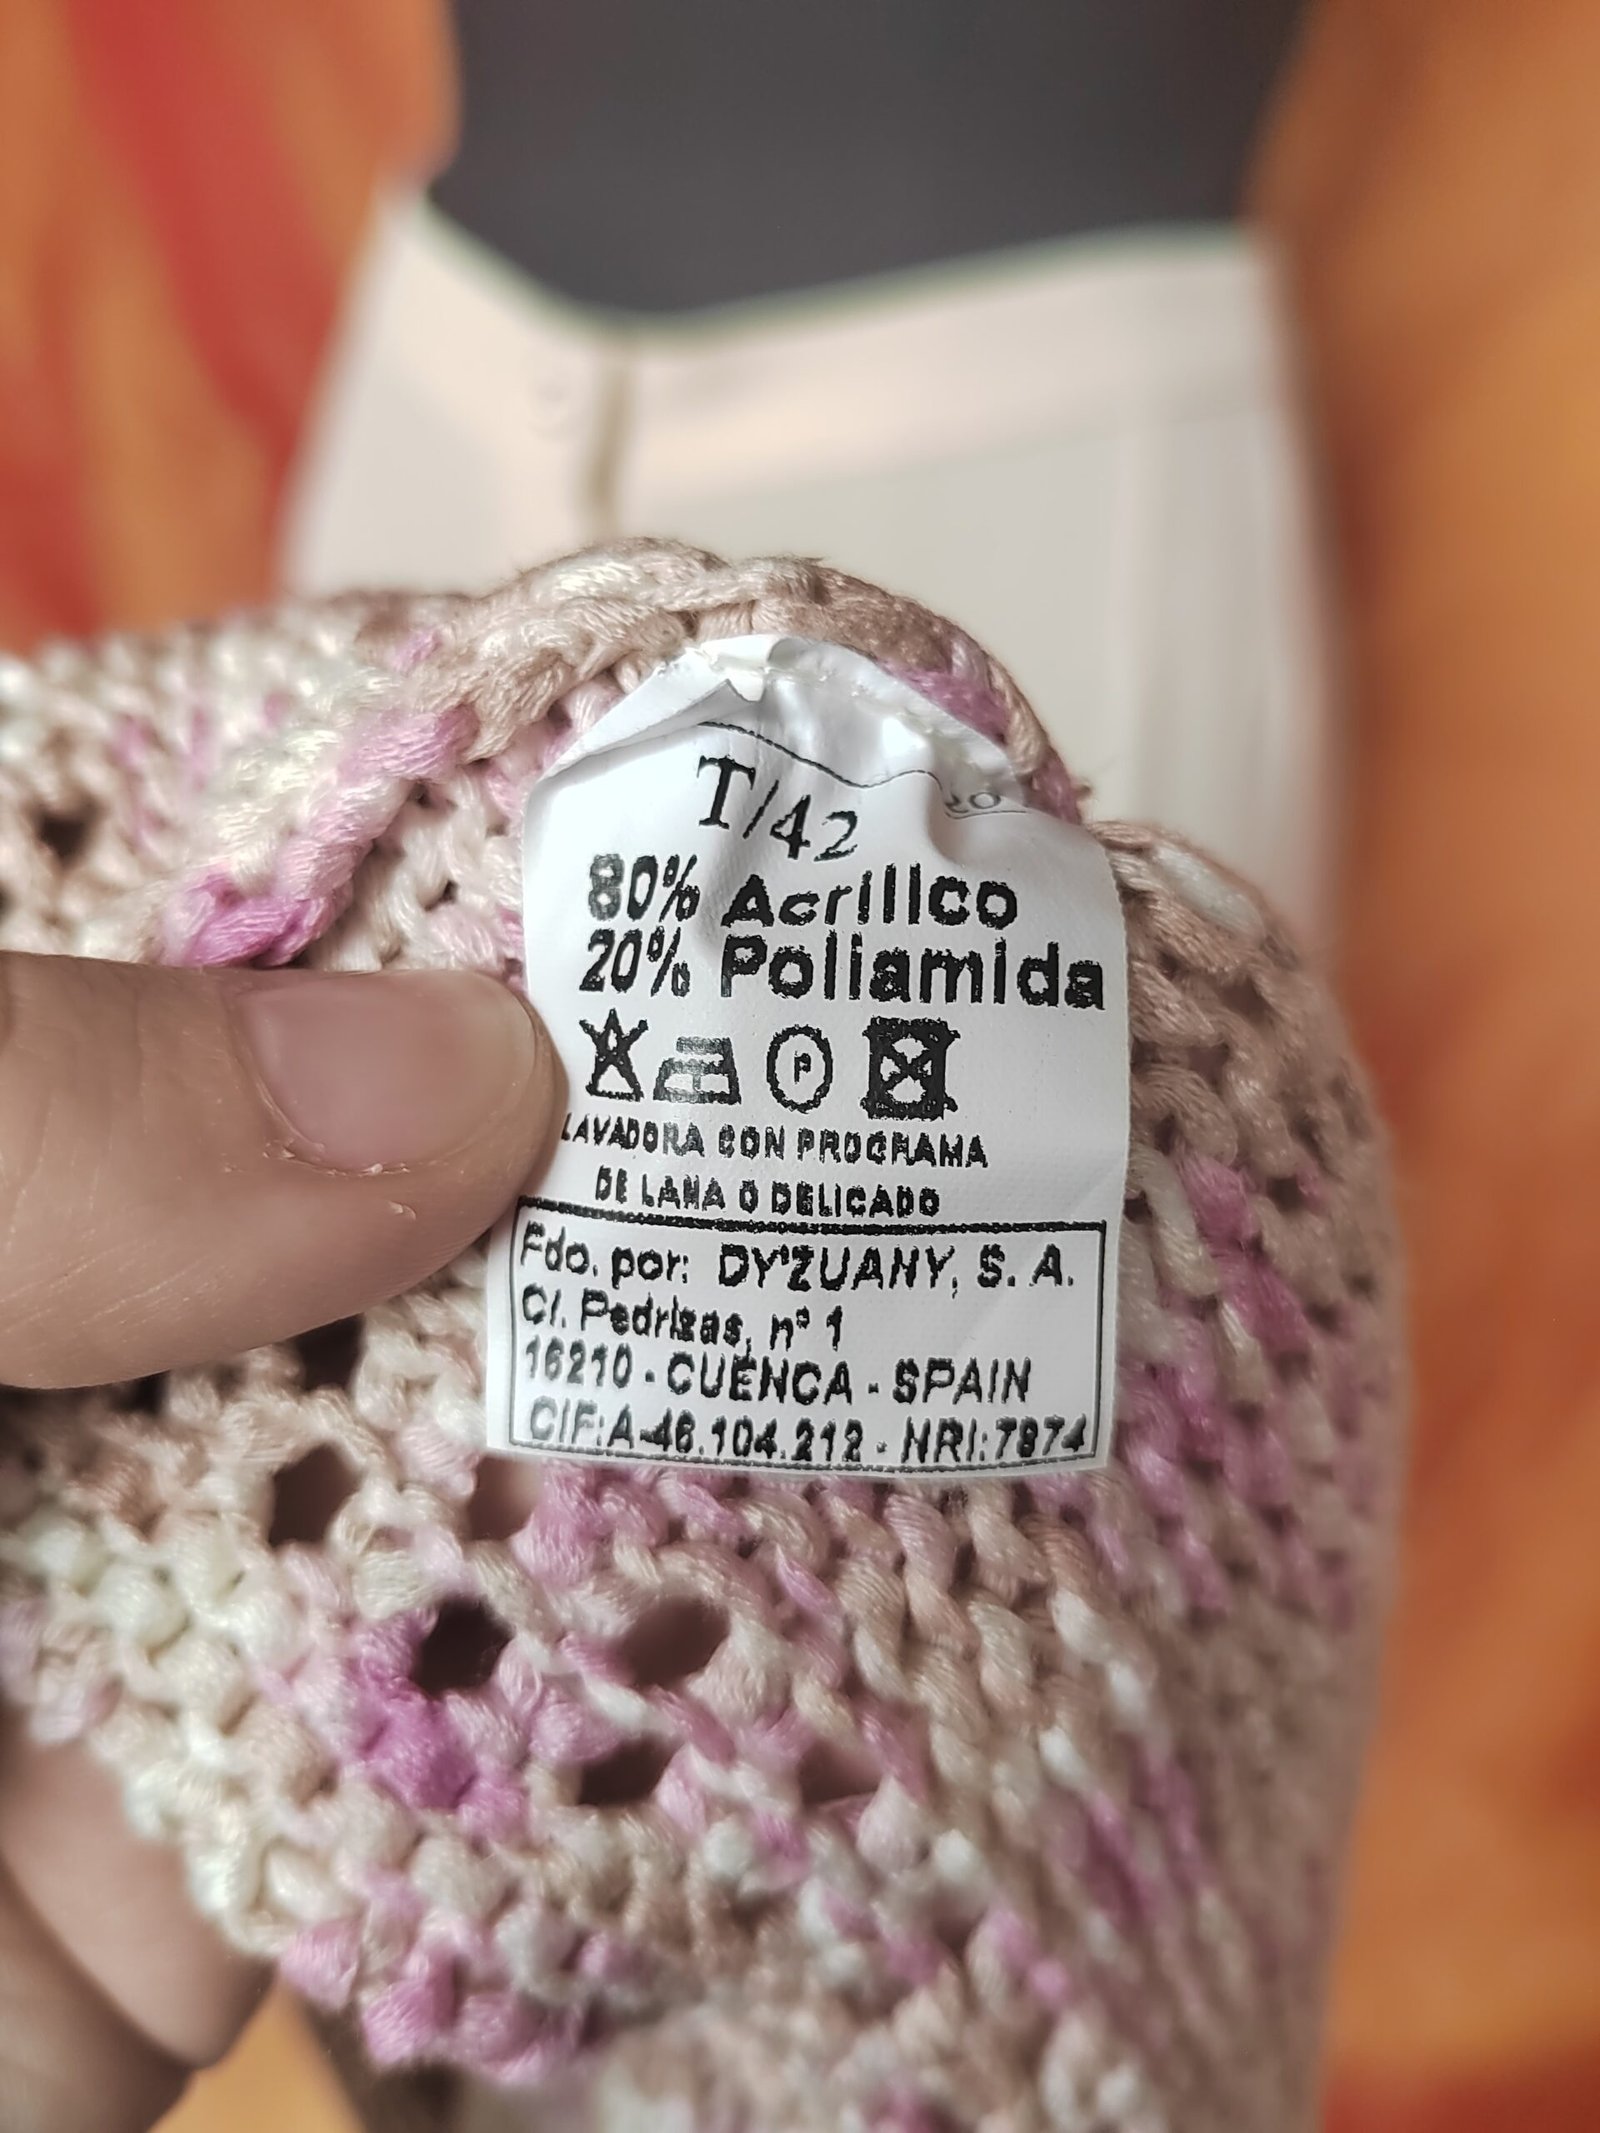 T/42
80% Acrílico
20% Poliamida
P
LAVADORA CON PROGRAMA
DE LANA O DELICADO
Fdo. por: DY'ZUANY, S. A.
C/. Pedrizas, nº 1
16210 - CUENCA - SPAIN
CIF:A-46.104.212 - NRI:7874